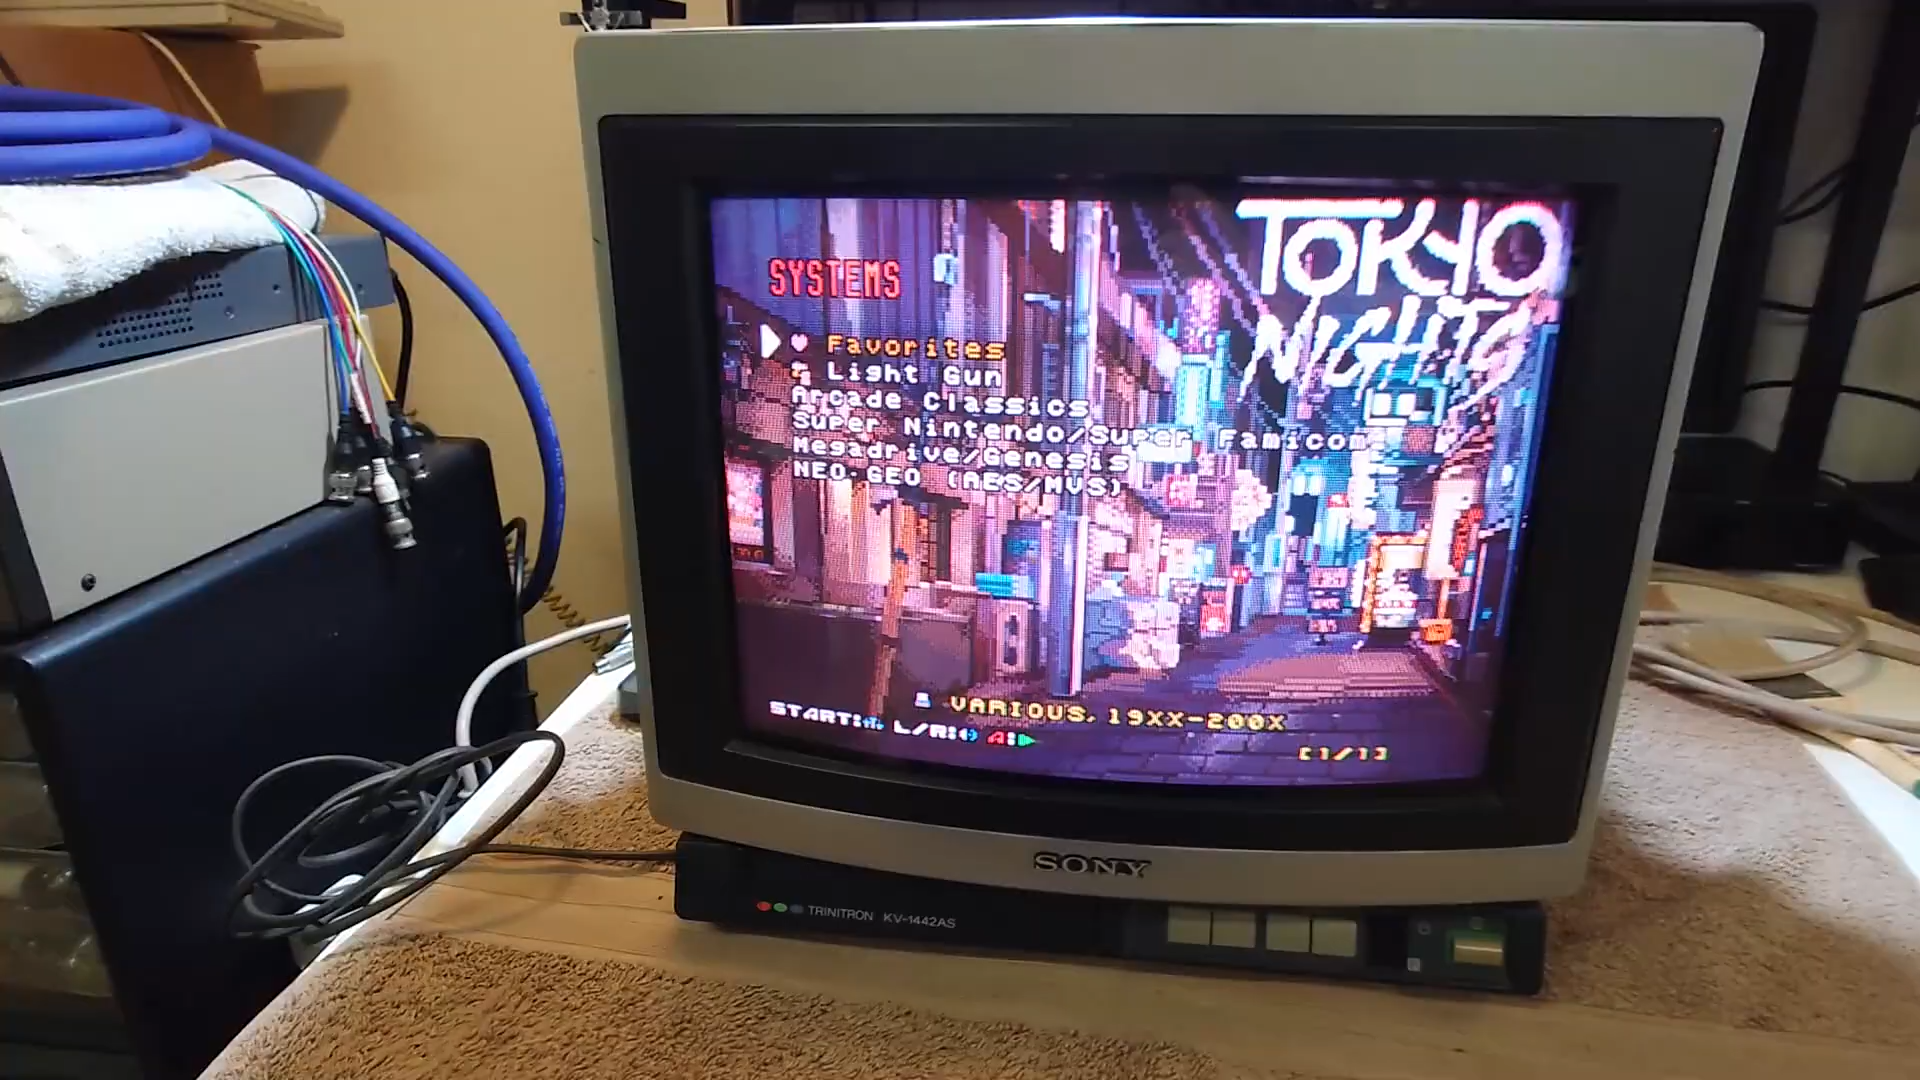 TOKYO
NIGHTS
SYSTEMS
Favorites
Light Gun
Arcade Classics
Super Nintendo/Super Famicom
Megadrive/Genesis
NEO·GEO (AES/MVS)
VARIOUS, 19XX-200X
START: L/R: A:
[1/1]
SONY
TRINITRON KV-1442AS